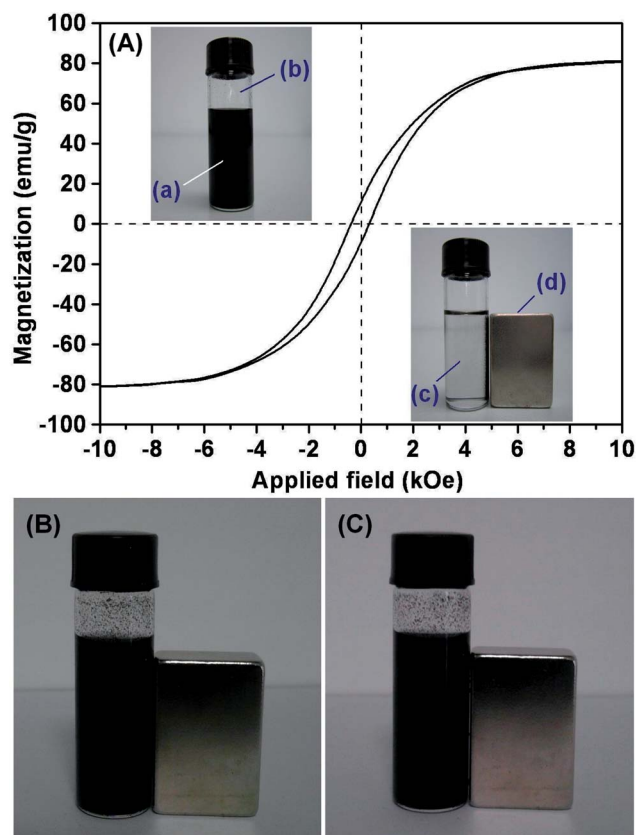 (A)
(b)
(a)
(d)
(c)
Magnetization (emu/g)
100
80
60
40
20
0
-20
-40
-60
-80
-100
-10 -8 -6 -4 -2 0 2 4 6 8 10
Applied field (kOe)
(B)
(C)